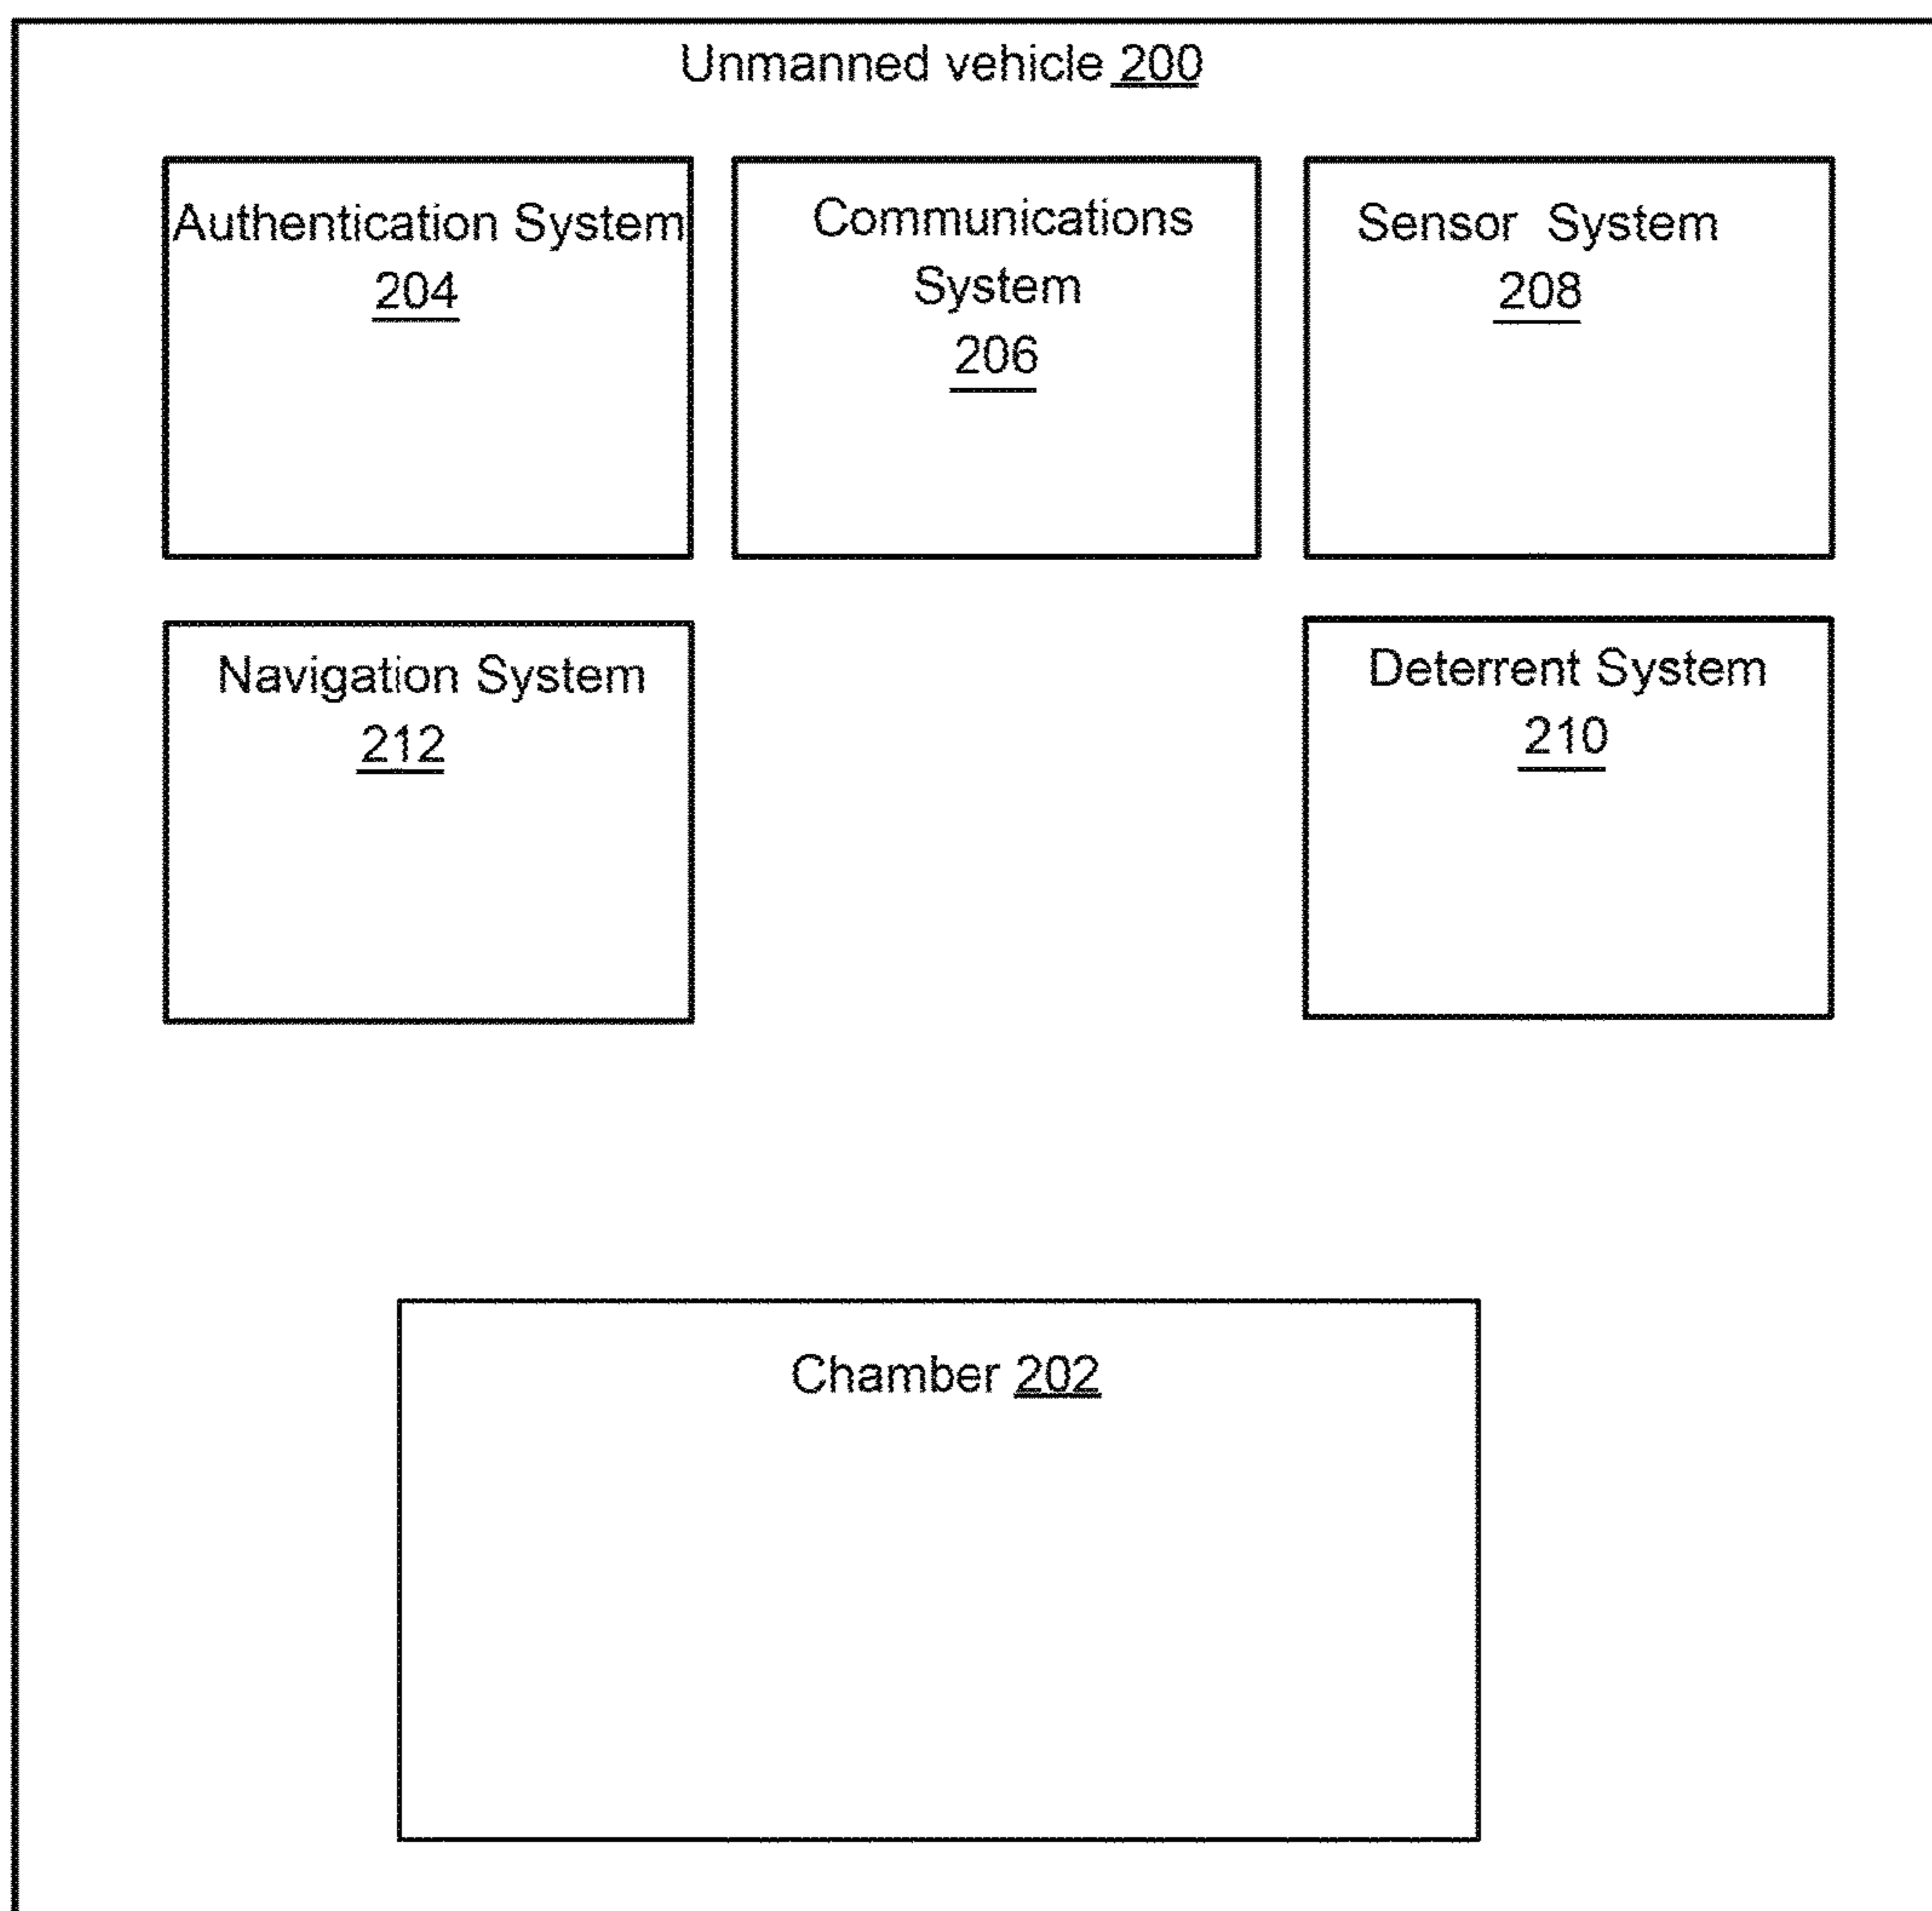 Unmanned vehicle 200
Authentication System
204
Communications
System
206
Sensor System
208
Navigation System
212
Deterrent System
210
Chamber 202